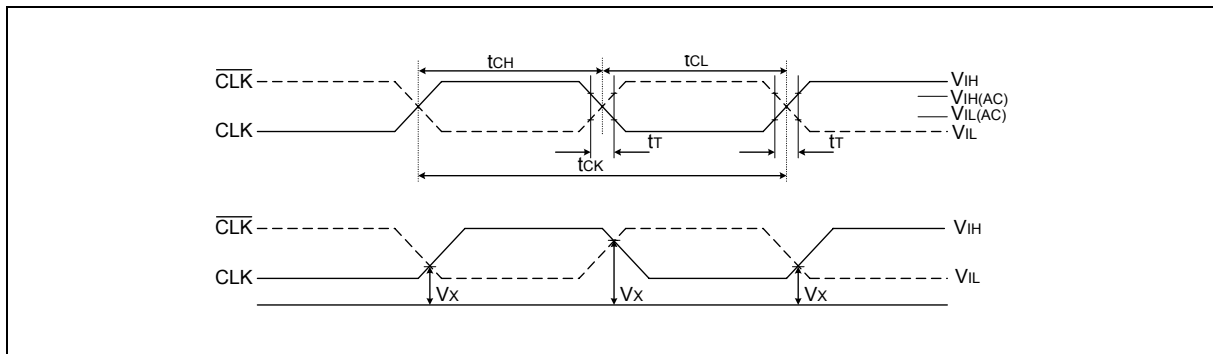 tCH tCL
CLK VIH
VIH(AC)
VIL(AC)
CLK VIL
tT tT
tCK
CLK VIH
CLK VIL
VX VX VX